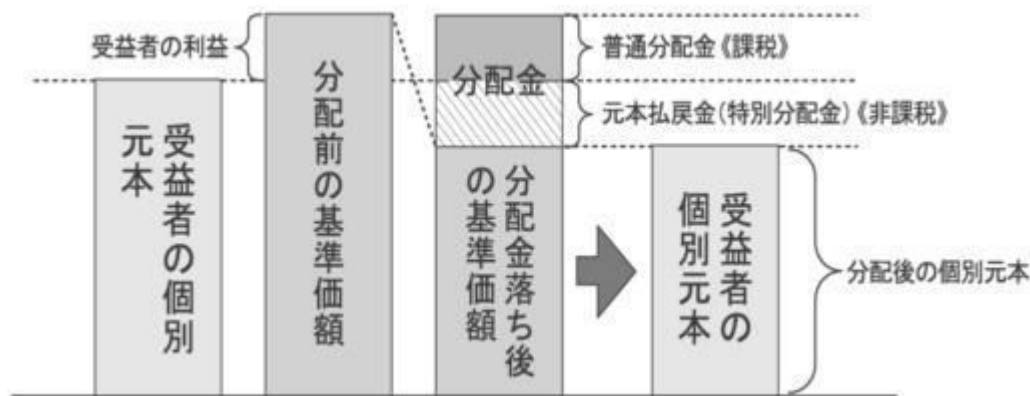 受益者の利益
受益者の個別
元本
分配前の基準価額
分配金
分配金落ち後
の基準価額
普通分配金《課税》
元本払戻金(特別分配金)《非課税》
受益者の
個別元本
分配後の個別元本